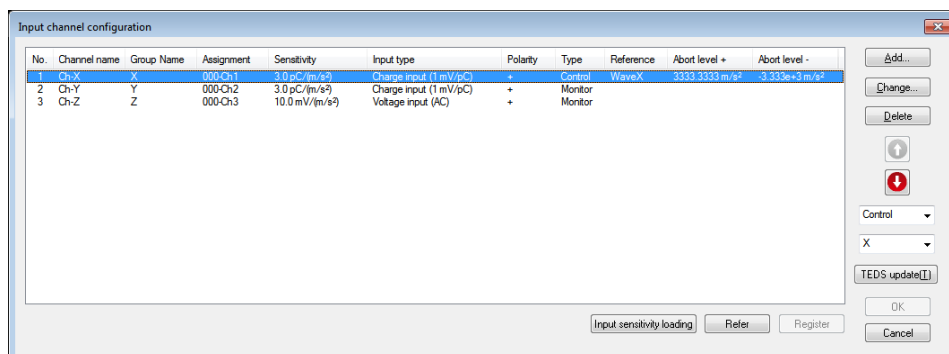 Input channel configuration
No. Channel name Group Name Assignment Sensitivity Input type Polarity Type Reference Abort level + Abort level -
1 Ch-X X 000-Ch1 3.0 pC/(m/s²) Charge input (1 mV/pC) + Control WaveX 3333.3333 m/s² -3.333e+3 m/s²
2 Ch-Y Y 000-Ch2 3.0 pC/(m/s²) Charge input (1 mV/pC) + Monitor
3 Ch-Z Z 000-Ch3 10.0 mV/(m/s²) Voltage input (AC) + Monitor
Add...
Change...
Delete
Control
X
TEDS update(T)
OK
Input sensitivity loading Refer Register
Cancel